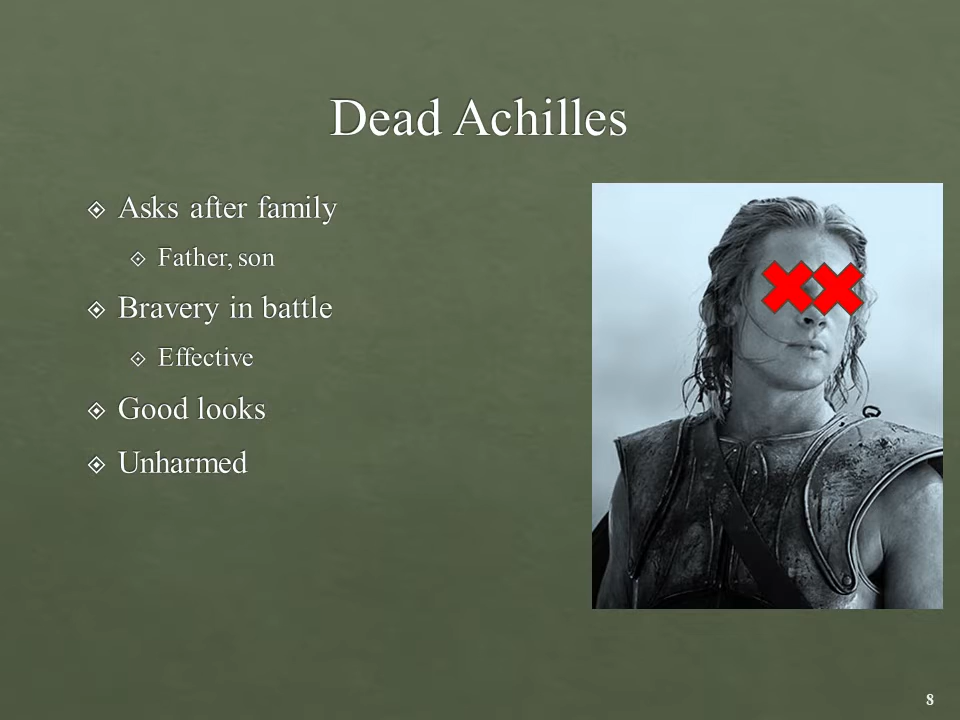 Dead Achilles
Asks after family
Father, son
Bravery in battle
Effective
Good looks
Unharmed
8